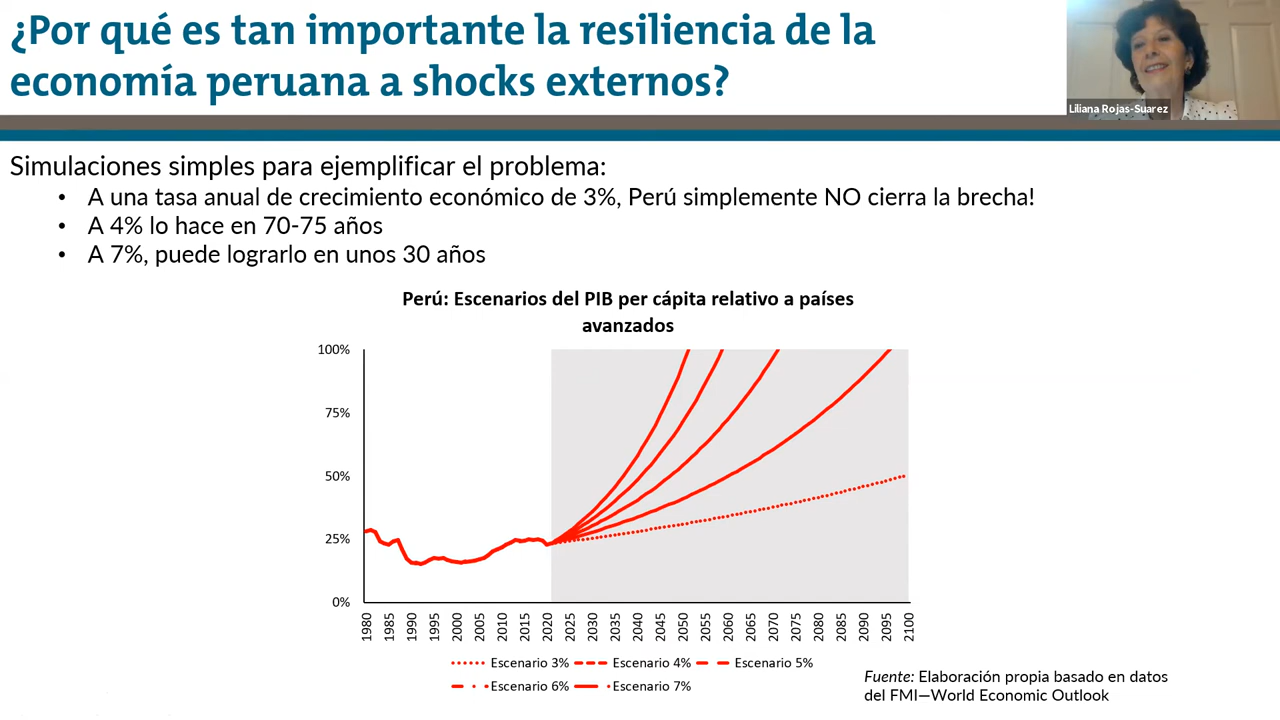 ¿Por qué es tan importante la resiliencia de la
economía peruana a shocks externos?
Liliana Rojas-Suarez
Simulaciones simples para ejemplificar el problema:
• A una tasa anual de crecimiento económico de 3%, Perú simplemente NO cierra la brecha!
• A 4% lo hace en 70-75 años
• A 7%, puede lograrlo en unos 30 años
Perú: Escenarios del PIB per cápita relativo a países
avanzados
100%
75%
50%
25%
0%
1980 1985 1990 1995 2000 2005 2010 2015 2020 2025 2030 2035 2040 2045 2050 2055 2060 2065 2070 2075 2080 2085 2090 2095 2100
Escenario 3% Escenario 4% Escenario 5%
Escenario 6% Escenario 7%
Fuente: Elaboración propia basado en datos
del FMI—World Economic Outlook